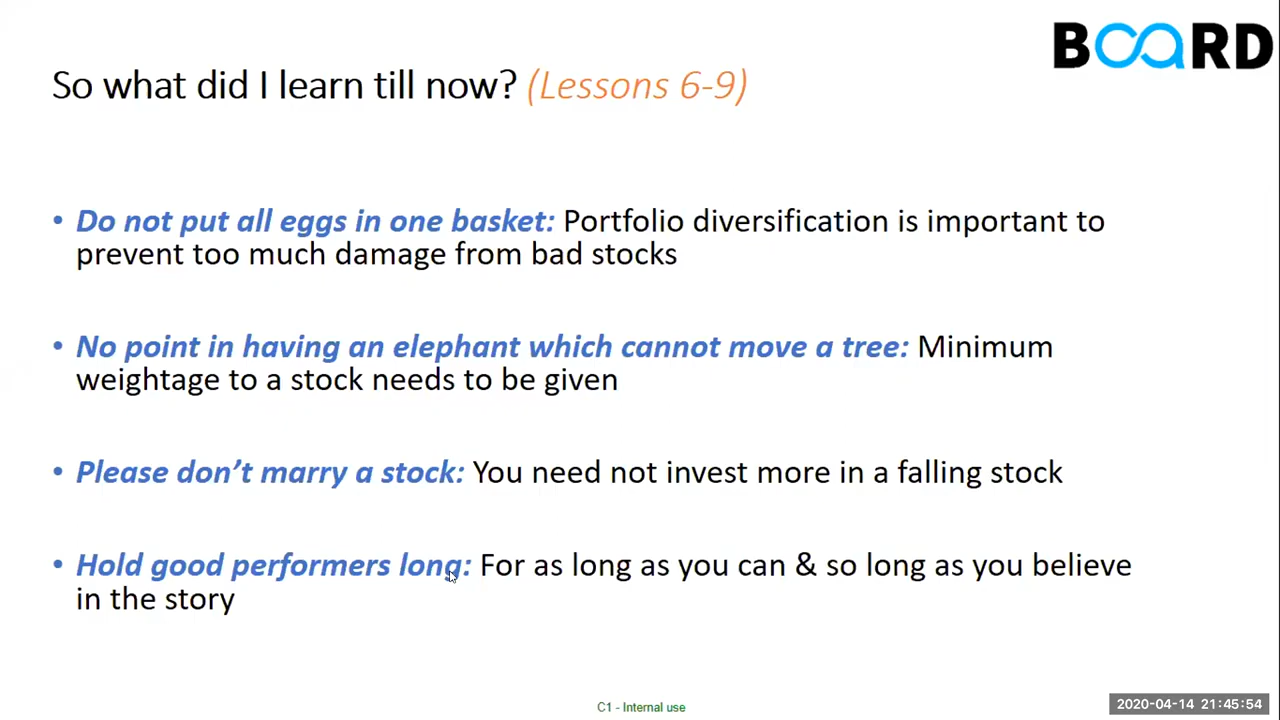 BOARD
So what did I learn till now? (Lessons 6-9)
• Do not put all eggs in one basket: Portfolio diversification is important to
prevent too much damage from bad stocks
• No point in having an elephant which cannot move a tree: Minimum
weightage to a stock needs to be given
• Please don’t marry a stock: You need not invest more in a falling stock
• Hold good performers long: For as long as you can & so long as you believe
in the story
C1 - Internal use
2020-04-14 21:45:54